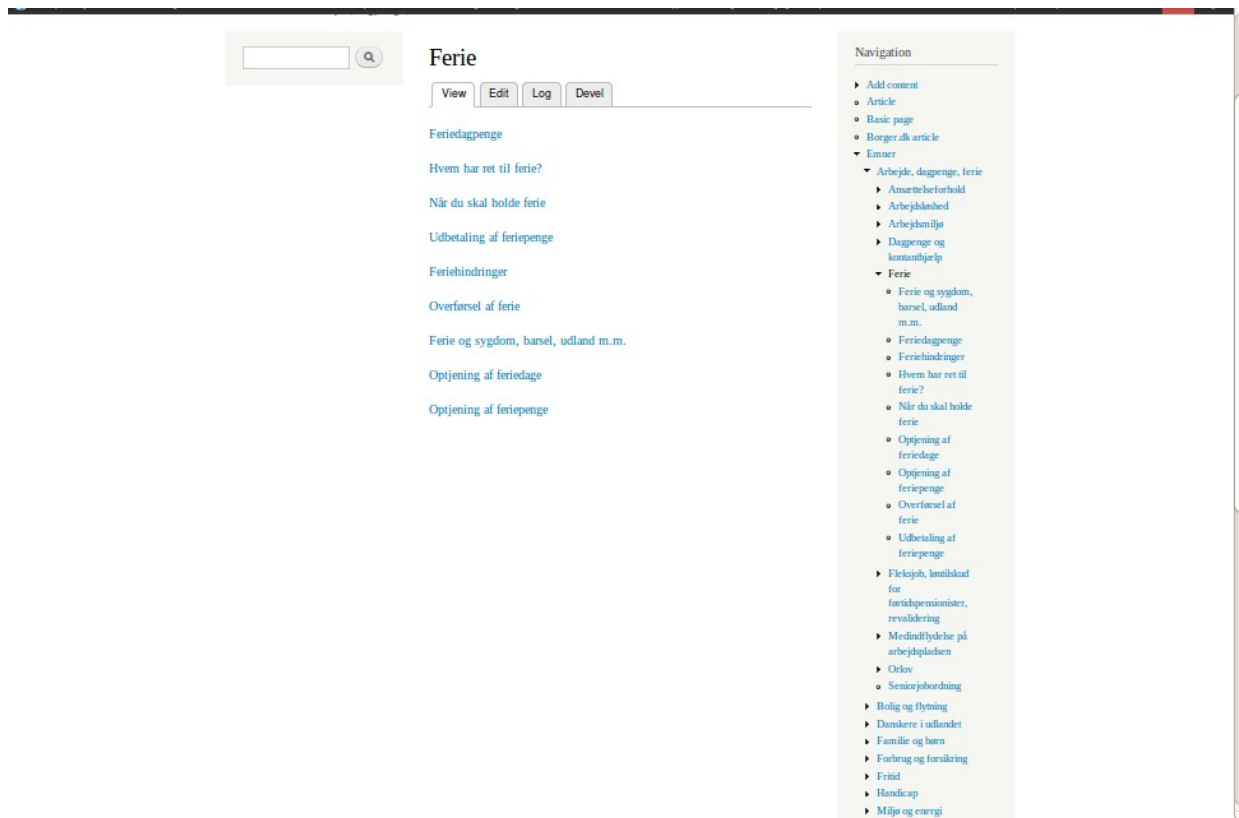 Ferie
View
Edit
Log
Devel
Feriedagpenge
Hvem har ret til ferie?
Når du skal holde ferie
Udbetaling af feriepenge
Feriehindringer
Overførsel af ferie
Ferie og sygdom, barsel, udland m.m.
Optjening af feriedage
Optjening af feriepenge
Navigation
Add content
Article
Basic page
Borger.dk article
Emner
Arbejde, dagpenge, ferie
Ansættelseforhold
Arbejdsløshed
Arbejdsmiljø
Dagpenge og
kontanthjælp
Ferie
Ferie og sygdom,
barsel, udland
m.m.
Feriedagpenge
Feriehindringer
Hvem har ret til
ferie?
Når du skal holde
ferie
Optjening af
feriedage
Optjening af
feriepenge
Overførsel af
ferie
Udbetaling af
feriepenge
Fleksjob, løntilskud
for
førtidspensionister,
revalidering
Medindflydelse på
arbejdspladsen
Orlov
Seniorjobordning
Bolig og flytning
Danskere i udlandet
Familie og børn
Forbrug og forsikring
Fritid
Handicap
Miljø og energi